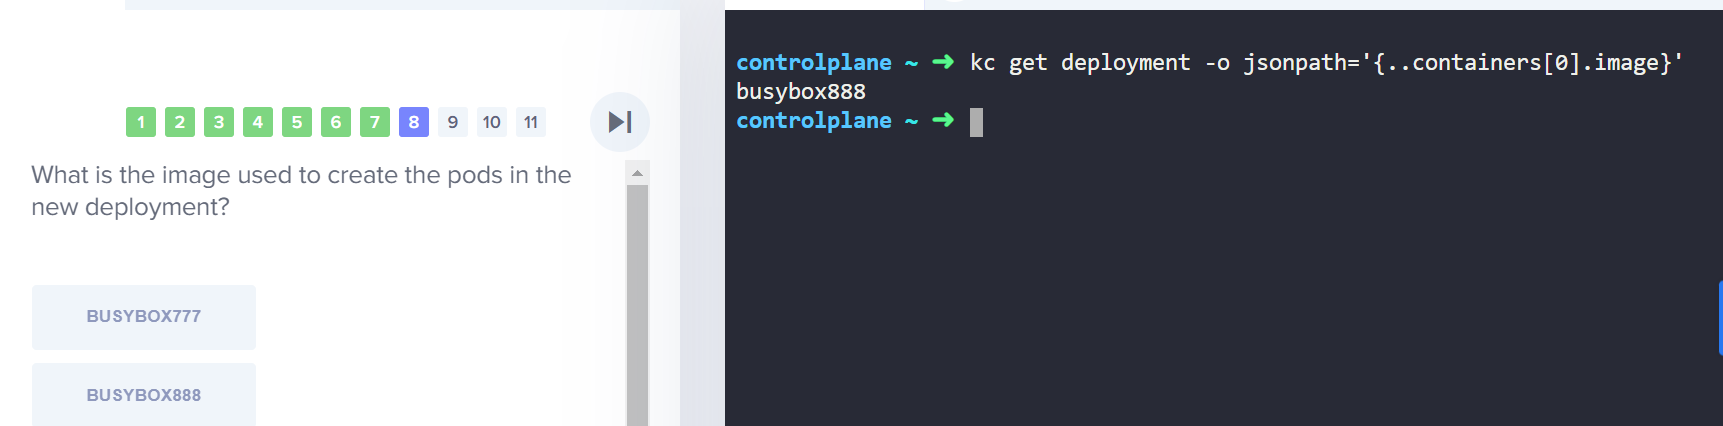 1 2 3 4 5 6 7 8 9 10 11
What is the image used to create the pods in the
new deployment?
BUSYBOX777
BUSYBOX888
controlplane ~ ➜ kc get deployment -o jsonpath='{..containers[0].image}'
busybox888
controlplane ~ ➜